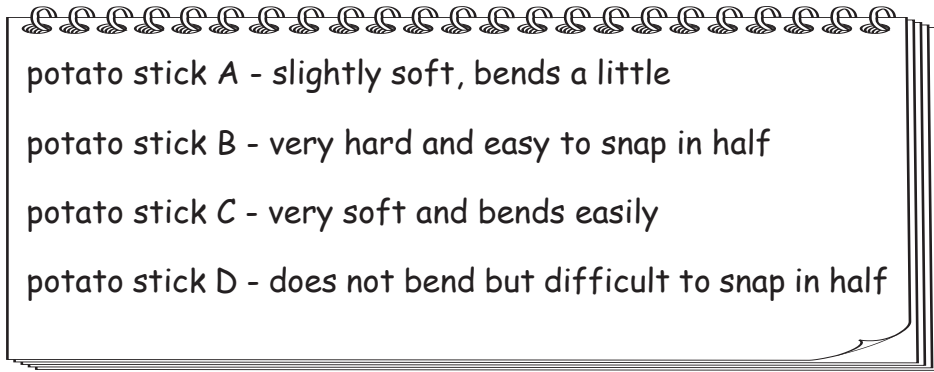 potato stick A - slightly soft, bends a little
potato stick B - very hard and easy to snap in half
potato stick C - very soft and bends easily
potato stick D - does not bend but difficult to snap in half